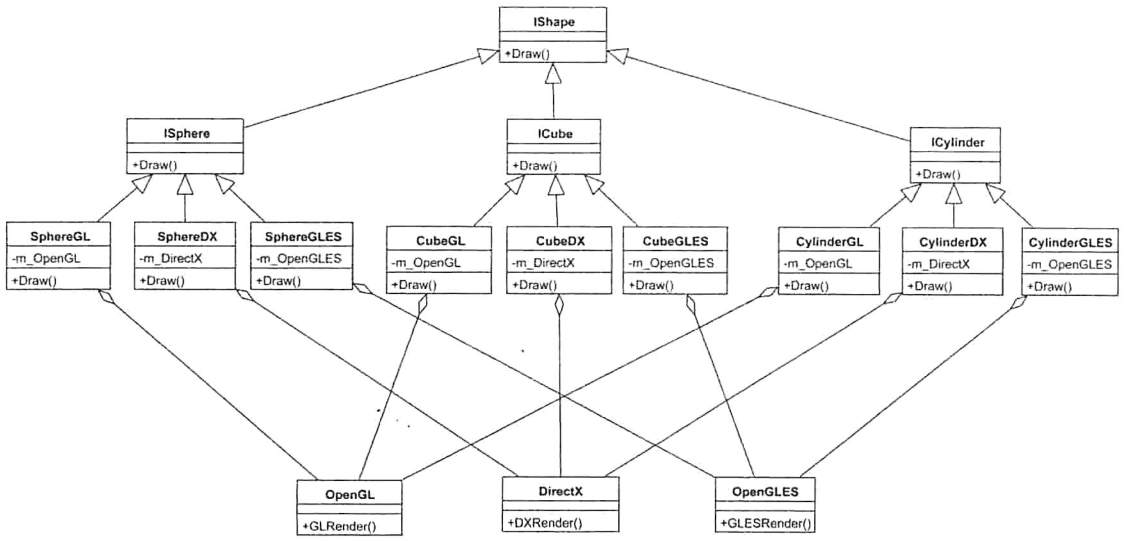 IShape
+Draw()
ISphere
+Draw()
ICube
+Draw()
ICylinder
+Draw()
SphereGL
-m_OpenGL
+Draw()
SphereDX
-m_DirectX
+Draw()
SphereGLES
-m_OpenGLES
+Draw()
CubeGL
-m_OpenGL
+Draw()
CubeDX
-m_DirectX
+Draw()
CubeGLES
-m_OpenGLES
+Draw()
CylinderGL
-m_OpenGL
+Draw()
CylinderDX
-m_DirectX
+Draw()
CylinderGLES
-m_OpenGLES
+Draw()
OpenGL
+GLRender()
DirectX
+DXRender()
OpenGLES
+GLESRender()